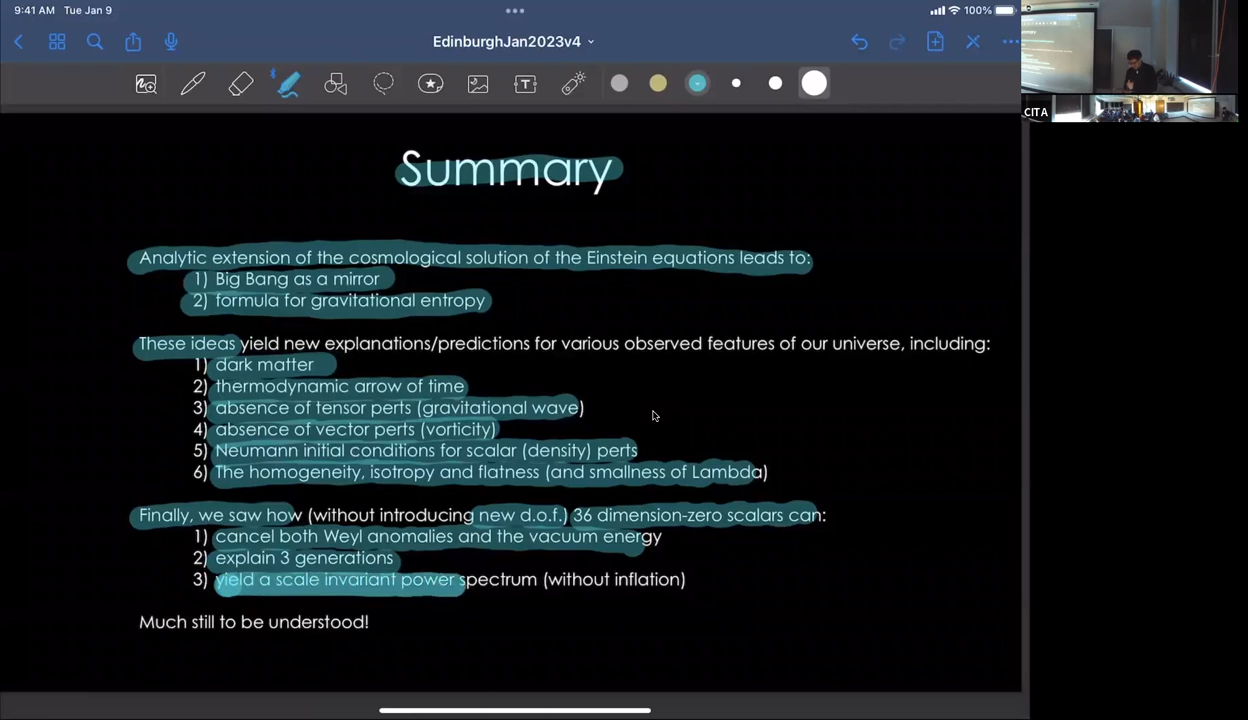 9:41 AM Tue Jan 9
100%
EdinburghJan2023v4
CITA
Summary
Analytic extension of the cosmological solution of the Einstein equations leads to:
1) Big Bang as a mirror
2) formula for gravitational entropy
These ideas yield new explanations/predictions for various observed features of our universe, including:
1) dark matter
2) thermodynamic arrow of time
3) absence of tensor perts (gravitational wave)
4) absence of vector perts (vorticity)
5) Neumann initial conditions for scalar (density) perts
6) The homogeneity, isotropy and flatness (and smallness of Lambda)
Finally, we saw how (without introducing new d.o.f.) 36 dimension-zero scalars can:
1) cancel both Weyl anomalies and the vacuum energy
2) explain 3 generations
3) yield a scale invariant power spectrum (without inflation)
Much still to be understood!